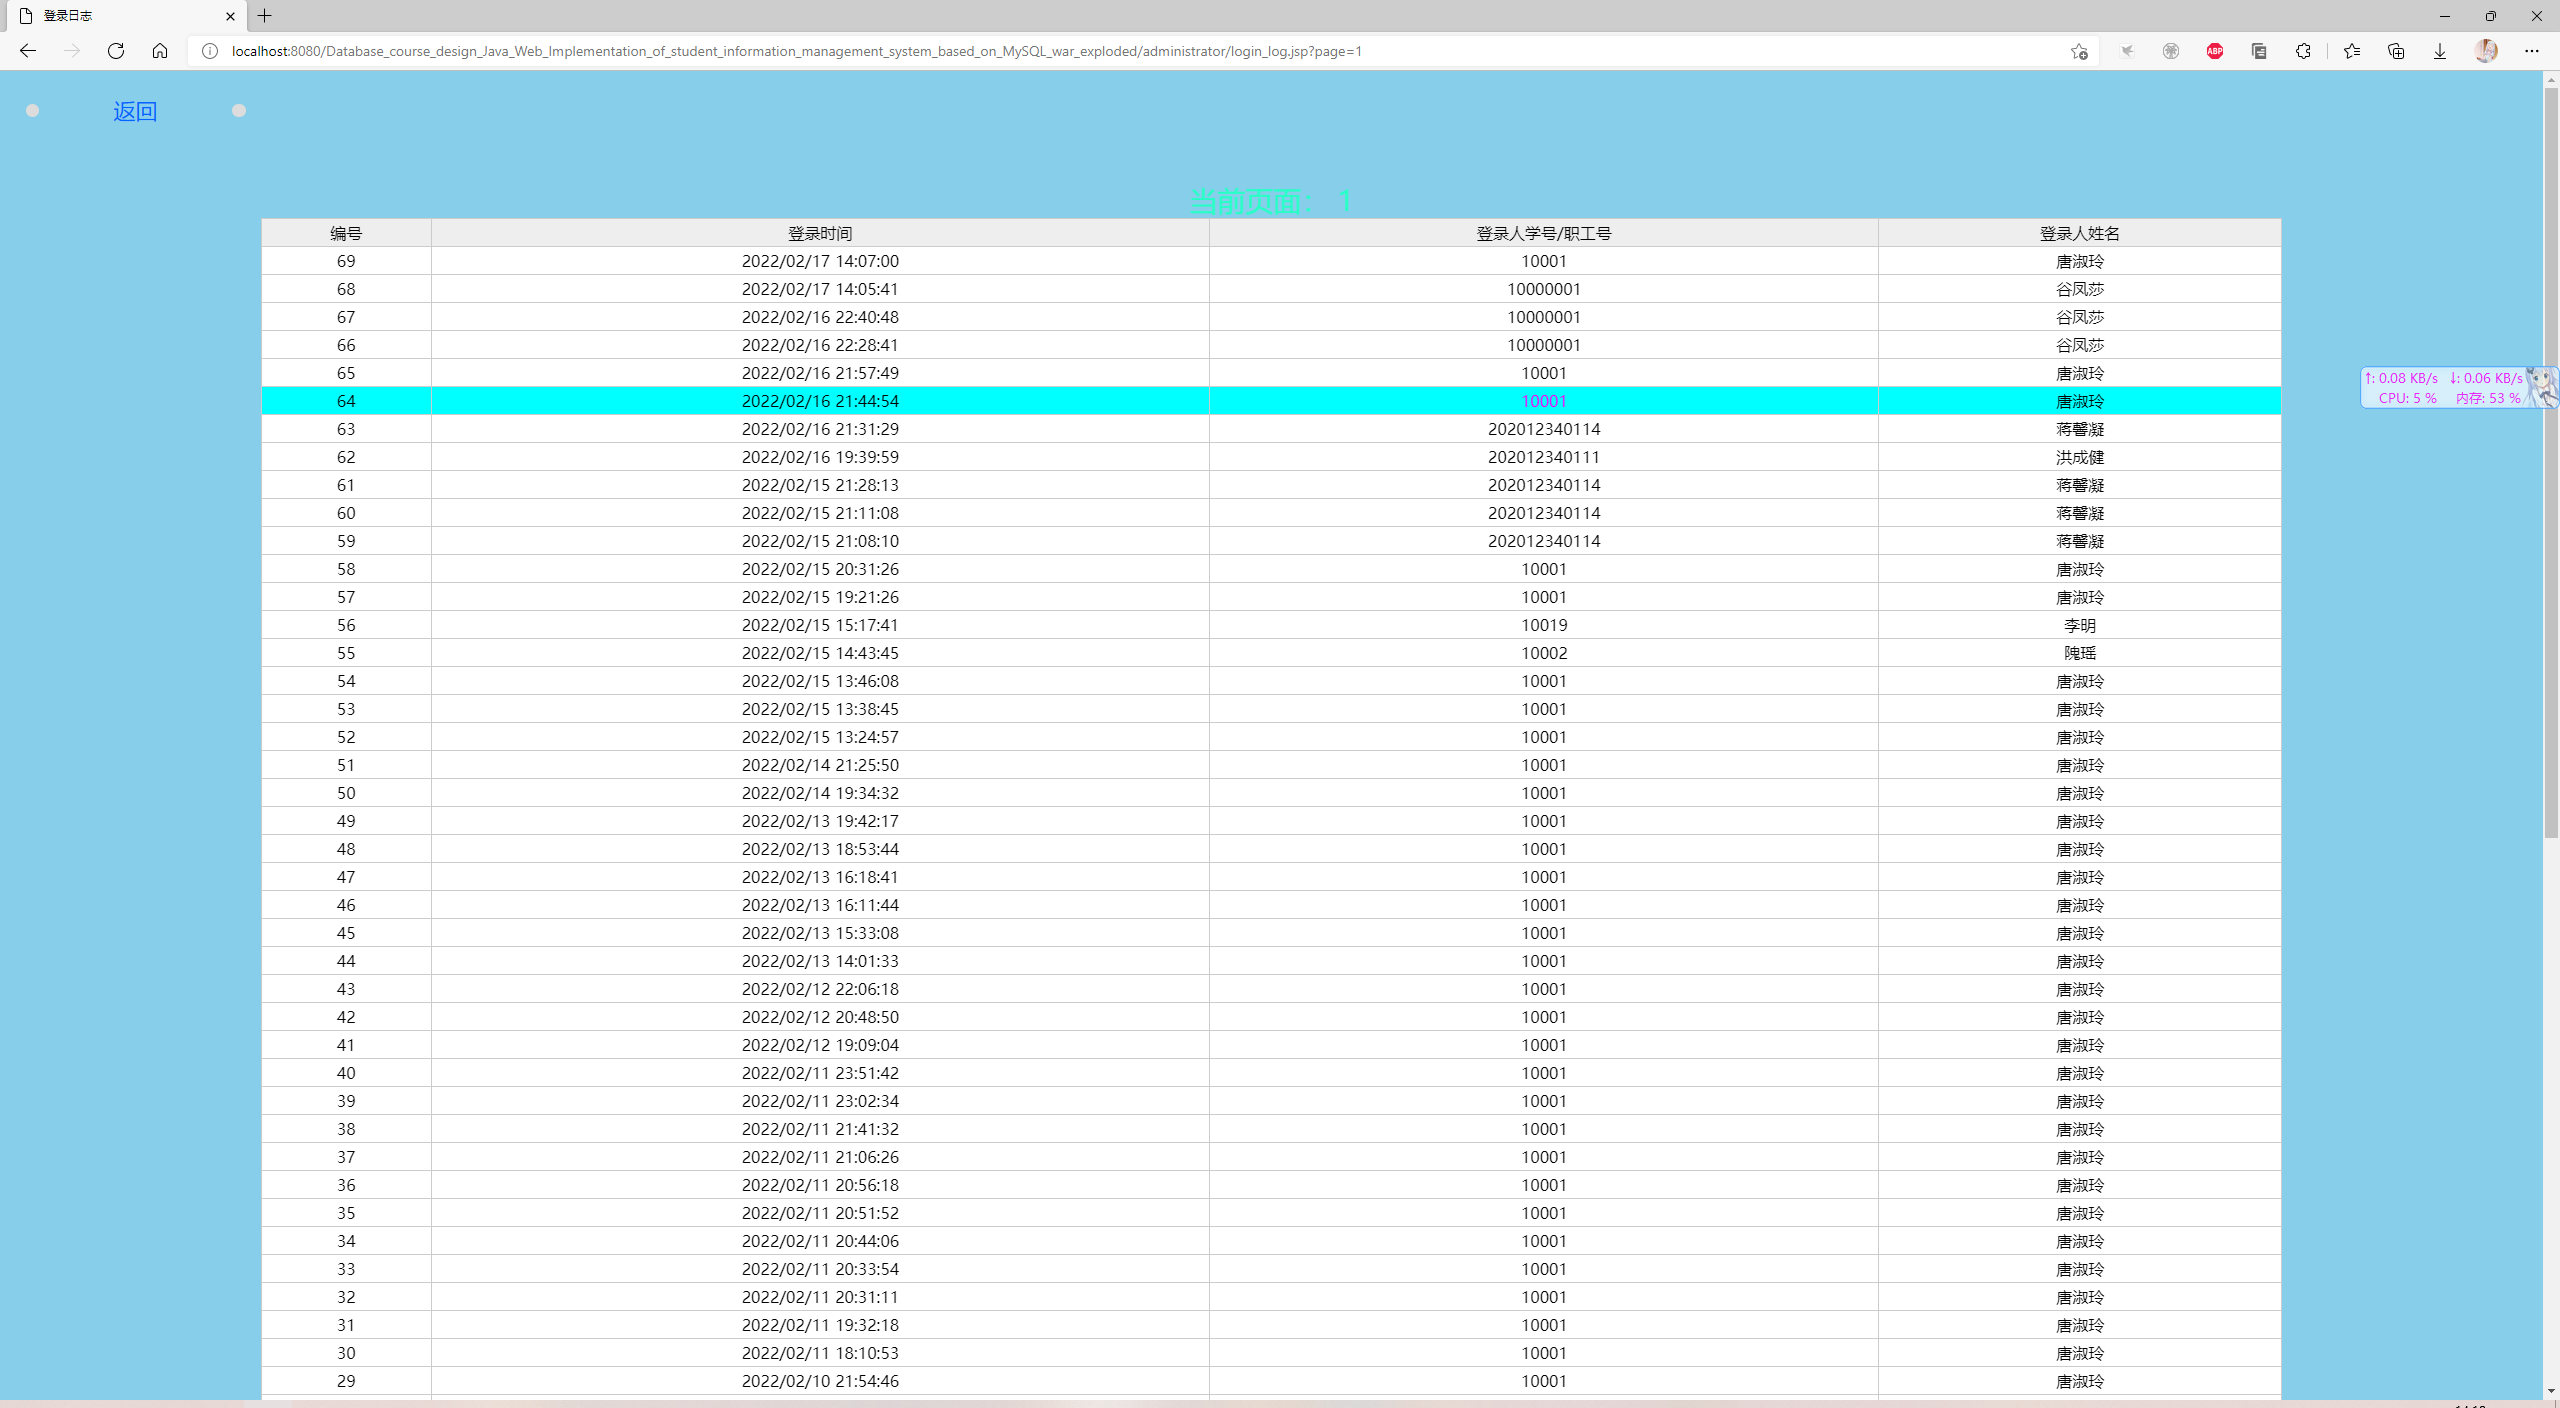 登录日志
localhost:8080/Database_course_design_Java_Web_Implementation_of_student_information_management_system_based_on_MySQL_war_exploded/administrator/login_log.jsp?page=1
ABP
返回
当前页面： 1
编号 登录时间 登录人学号/职工号 登录人姓名
69 2022/02/17 14:07:00 10001 唐淑玲
68 2022/02/17 14:05:41 10000001 谷凤莎
67 2022/02/16 22:40:48 10000001 谷凤莎
66 2022/02/16 22:28:41 10000001 谷凤莎
65 2022/02/16 21:57:49 10001 唐淑玲
↑: 0.08 KB/s ↓: 0.06 KB/s
CPU: 5 % 内存: 53 %
64 2022/02/16 21:44:54 10001 唐淑玲
63 2022/02/16 21:31:29 202012340114 蒋馨凝
62 2022/02/16 19:39:59 202012340111 洪成健
61 2022/02/15 21:28:13 202012340114 蒋馨凝
60 2022/02/15 21:11:08 202012340114 蒋馨凝
59 2022/02/15 21:08:10 202012340114 蒋馨凝
58 2022/02/15 20:31:26 10001 唐淑玲
57 2022/02/15 19:21:26 10001 唐淑玲
56 2022/02/15 15:17:41 10019 李明
55 2022/02/15 14:43:45 10002 隗瑶
54 2022/02/15 13:46:08 10001 唐淑玲
53 2022/02/15 13:38:45 10001 唐淑玲
52 2022/02/15 13:24:57 10001 唐淑玲
51 2022/02/14 21:25:50 10001 唐淑玲
50 2022/02/14 19:34:32 10001 唐淑玲
49 2022/02/13 19:42:17 10001 唐淑玲
48 2022/02/13 18:53:44 10001 唐淑玲
47 2022/02/13 16:18:41 10001 唐淑玲
46 2022/02/13 16:11:44 10001 唐淑玲
45 2022/02/13 15:33:08 10001 唐淑玲
44 2022/02/13 14:01:33 10001 唐淑玲
43 2022/02/12 22:06:18 10001 唐淑玲
42 2022/02/12 20:48:50 10001 唐淑玲
41 2022/02/12 19:09:04 10001 唐淑玲
40 2022/02/11 23:51:42 10001 唐淑玲
39 2022/02/11 23:02:34 10001 唐淑玲
38 2022/02/11 21:41:32 10001 唐淑玲
37 2022/02/11 21:06:26 10001 唐淑玲
36 2022/02/11 20:56:18 10001 唐淑玲
35 2022/02/11 20:51:52 10001 唐淑玲
34 2022/02/11 20:44:06 10001 唐淑玲
33 2022/02/11 20:33:54 10001 唐淑玲
32 2022/02/11 20:31:11 10001 唐淑玲
31 2022/02/11 19:32:18 10001 唐淑玲
30 2022/02/11 18:10:53 10001 唐淑玲
29 2022/02/10 21:54:46 10001 唐淑玲